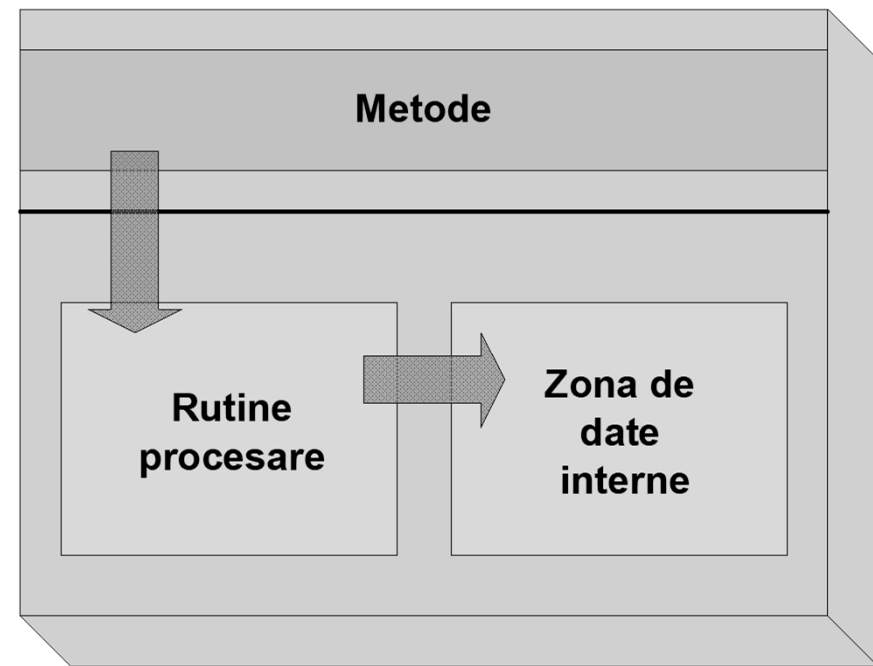 Metode
Rutine
procesare
Zona de
date
interne